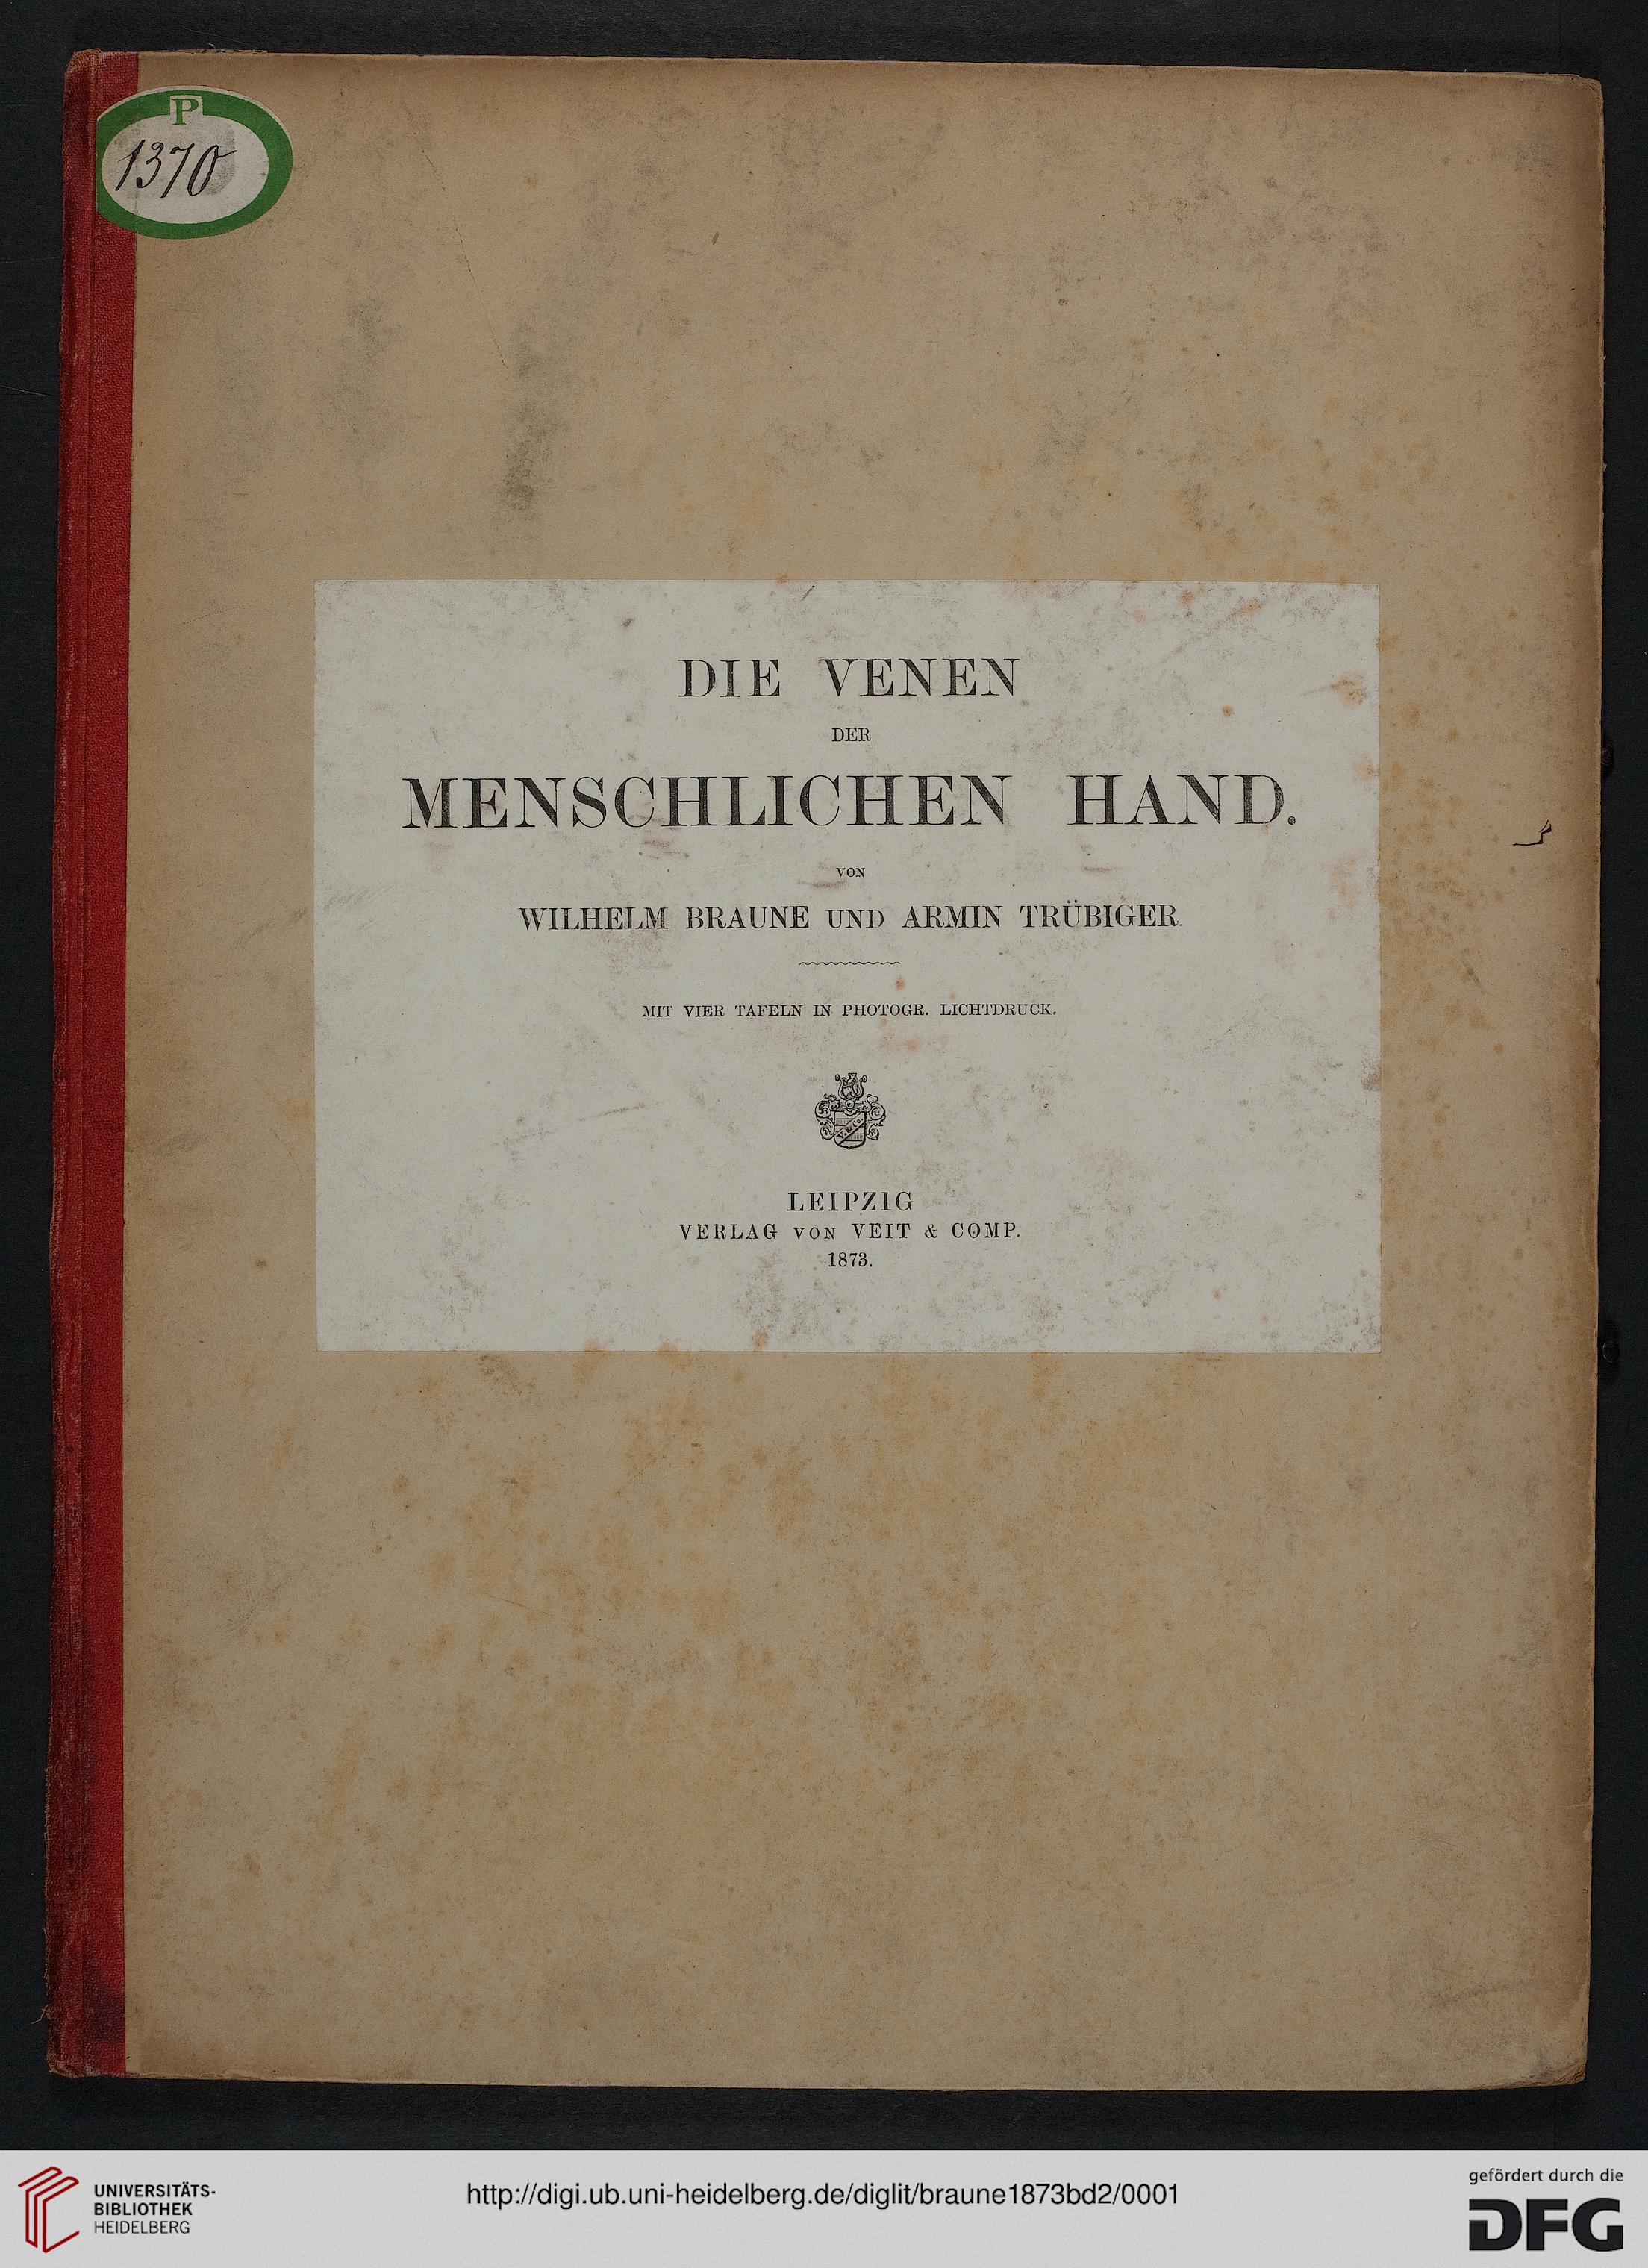 P
1370
DIE VENEN
DER
MENSCHLICHEN HAND.
VON
WILHELM BRAUNE UND ARMIN TRÜBIGER.
MIT VIER TAFELN IN PHOTOGR. LICHTDRUCK.
V. & Co.
LEIPZIG
VERLAG VON VEIT & COMP.
1873.
UNIVERSITÄTS-
BIBLIOTHEK
HEIDELBERG
http://digi.ub.uni-heidelberg.de/diglit/braune1873bd2/0001
gefördert durch die
DFG